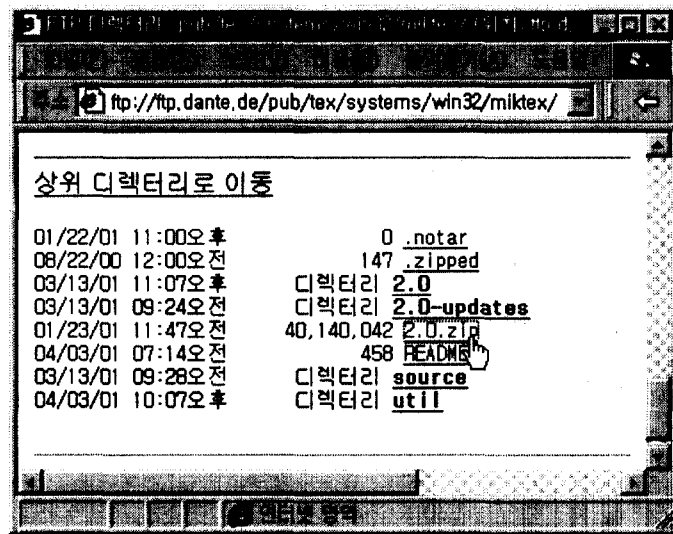 ftp://ftp.dante.de/pub/tex/systems/win32/miktex/
상위 디렉터리로 이동
01/22/01 11:00오후 0 .notar
08/22/00 12:00오전 147 .zipped
03/13/01 11:07오후 디렉터리 2.0
03/13/01 09:24오전 디렉터리 2.0-updates
01/23/01 11:47오전 40,140,042 2.0.zip
04/03/01 07:14오전 458 README
03/13/01 09:28오전 디렉터리 source
04/03/01 10:07오후 디렉터리 util
인터넷 영역